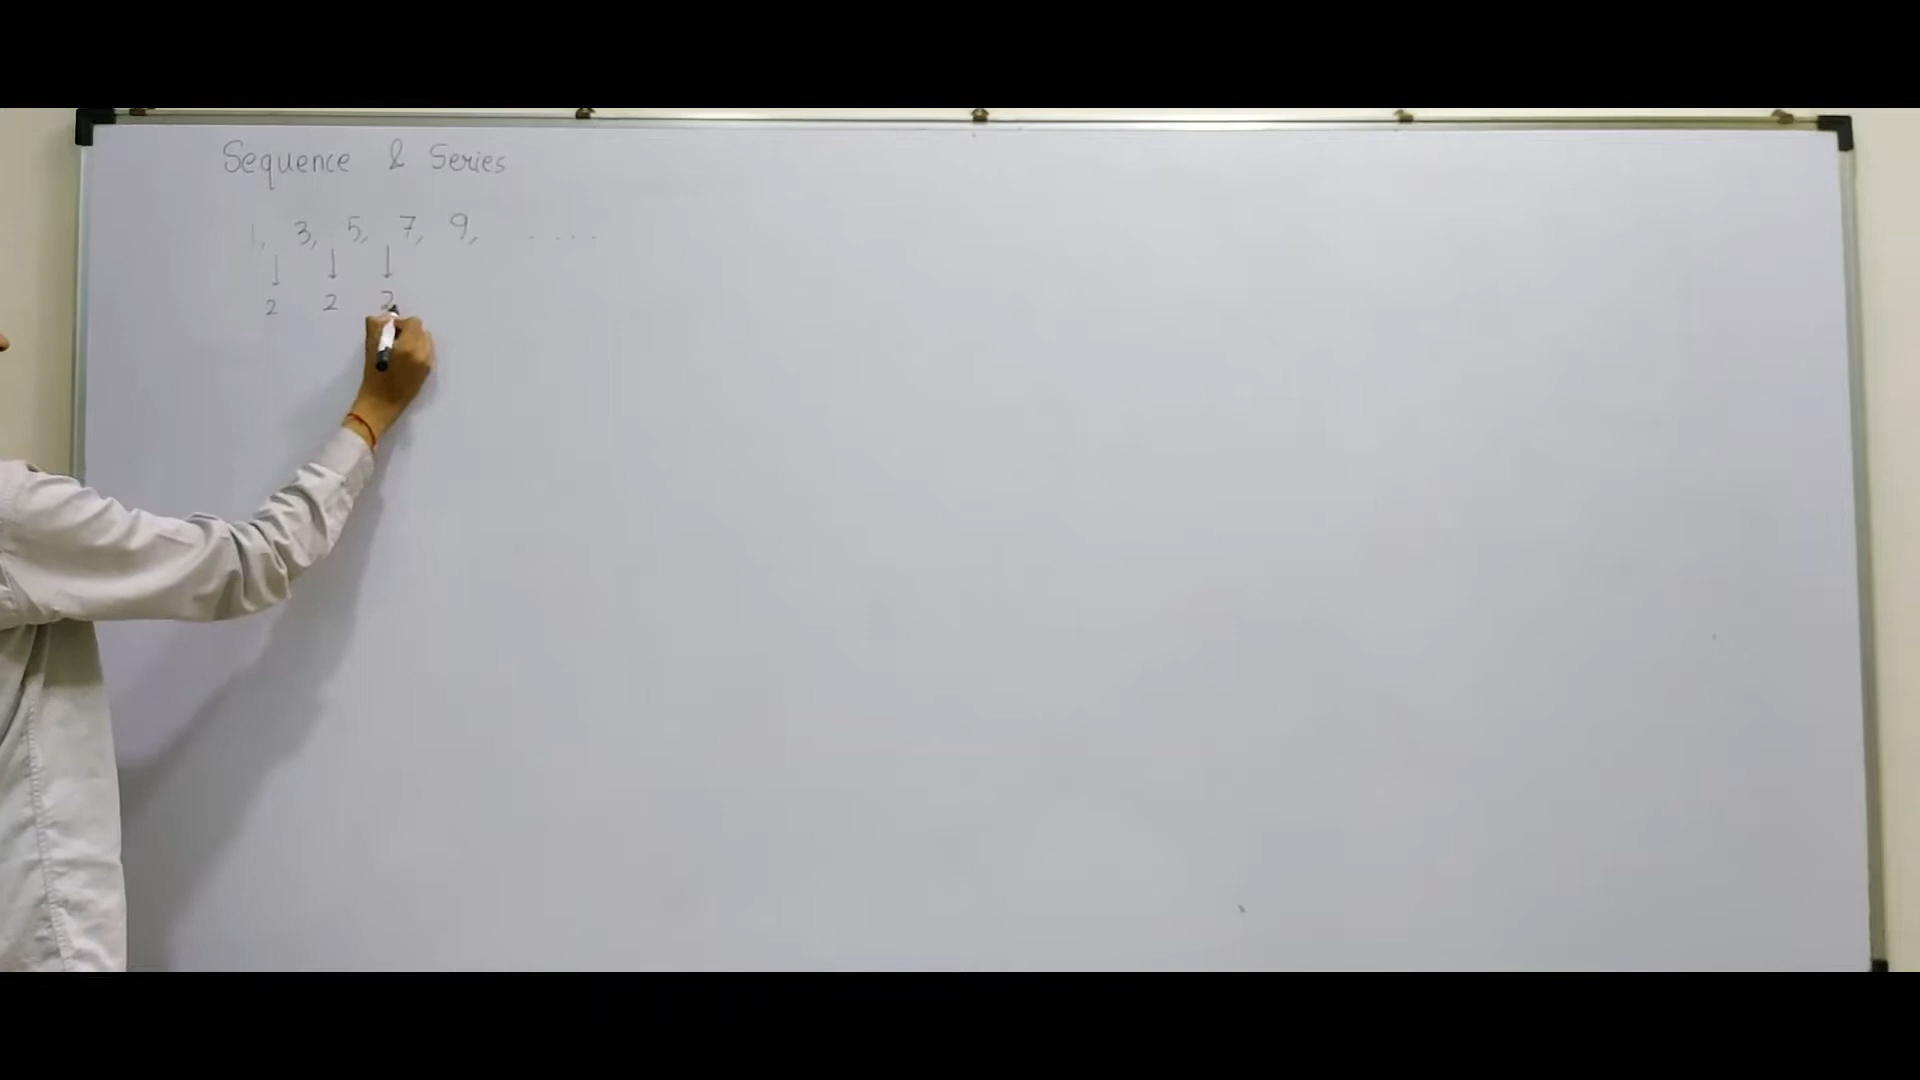 Sequence & Series
1, 3, 5, 7, 9, ....
↓ ↓ ↓
2 2 2